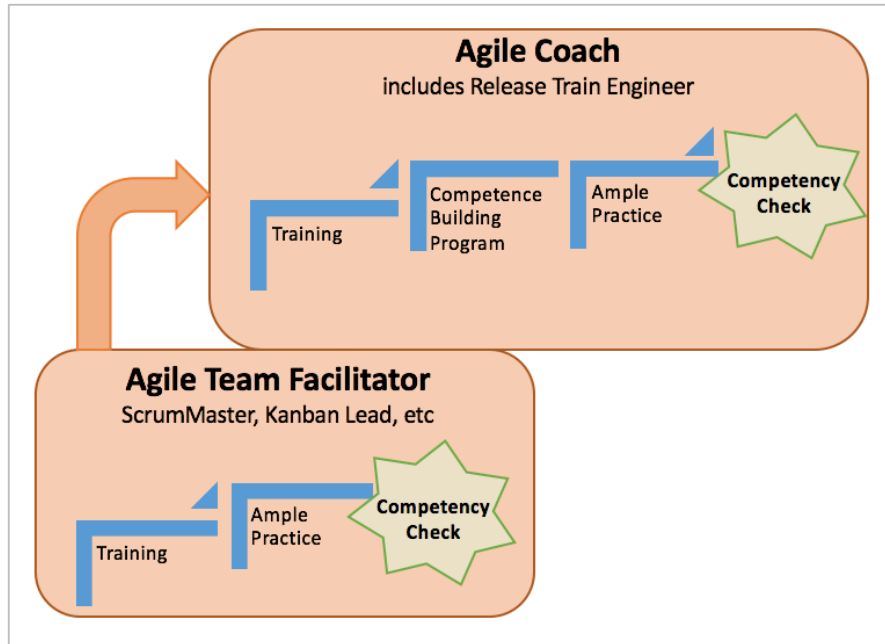 Agile Coach
includes Release Train Engineer
Training
Competence
Building
Program
Ample
Practice
Competency
Check
Agile Team Facilitator
ScrumMaster, Kanban Lead, etc
Training
Ample
Practice
Competency
Check